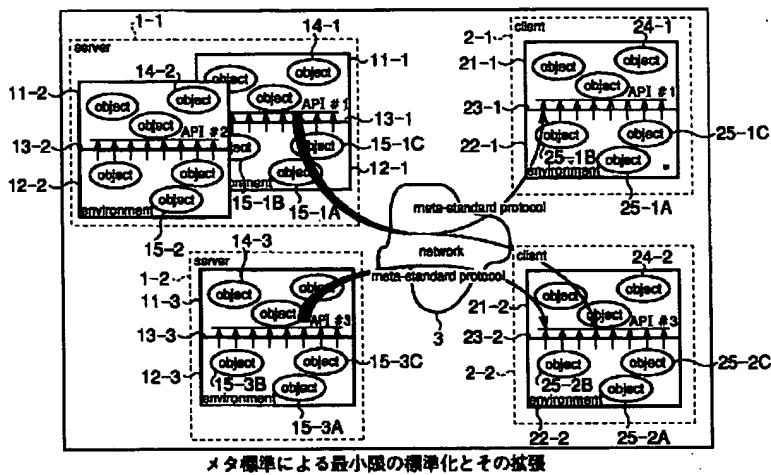 1-1
server
14-1
11-1
14-2
object
object
object
11-2
object
object
object
API #1
API #2
13-1
13-2
object
object
15-1C
object
object
object
12-1
12-2
object
environment
15-1B
15-1A
15-2
client
2-1
24-1
21-1
object
object
object
API #1
23-1
object
object
25-1C
22-1
25-1B
object
environment
25-1A
meta-standard protocol
network
meta-standard protocol
3
14-3
server
1-2
11-3
object
object
object
API #3
13-3
object
object
15-3C
12-3
15-3B
object
environment
15-3A
client
24-2
object
object
21-2
object
API #3
23-2
object
object
25-2C
2-2
25-2B
object
environment
22-2
25-2A
メタ標準による最小限の標準化とその拡張